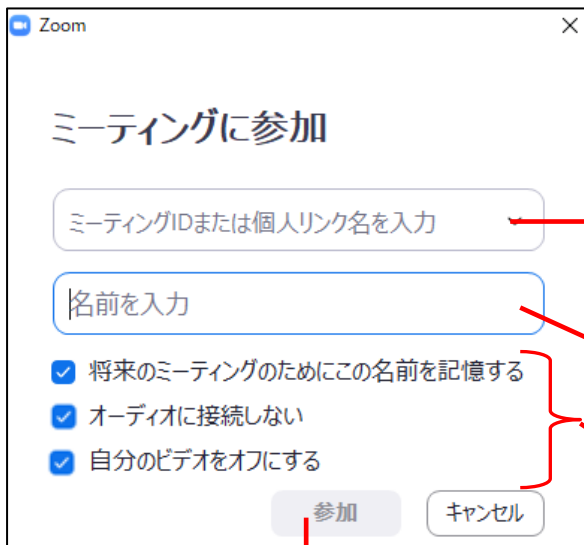 Zoom
ミーティングに参加
ミーティングIDまたは個人リンク名を入力
名前を入力
将来のミーティングのためにこの名前を記憶する
オーディオに接続しない
自分のビデオをオフにする
参加 キャンセル